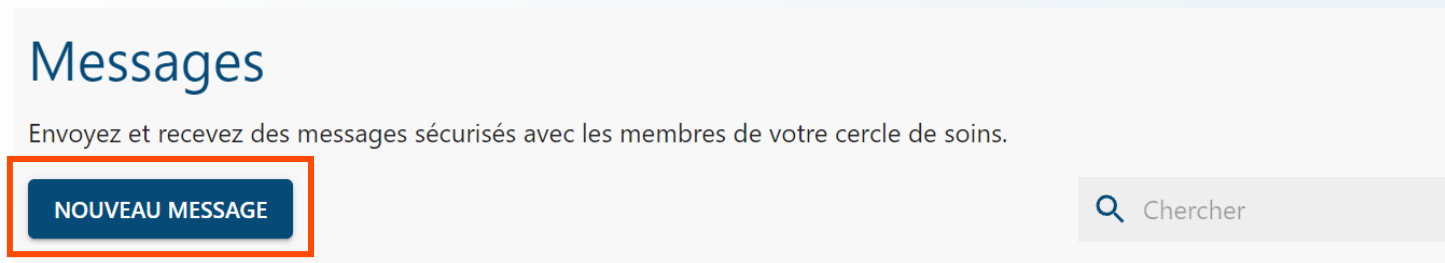 Messages
Envoyez et recevez des messages sécurisés avec les membres de votre cercle de soins.
NOUVEAU MESSAGE
Chercher